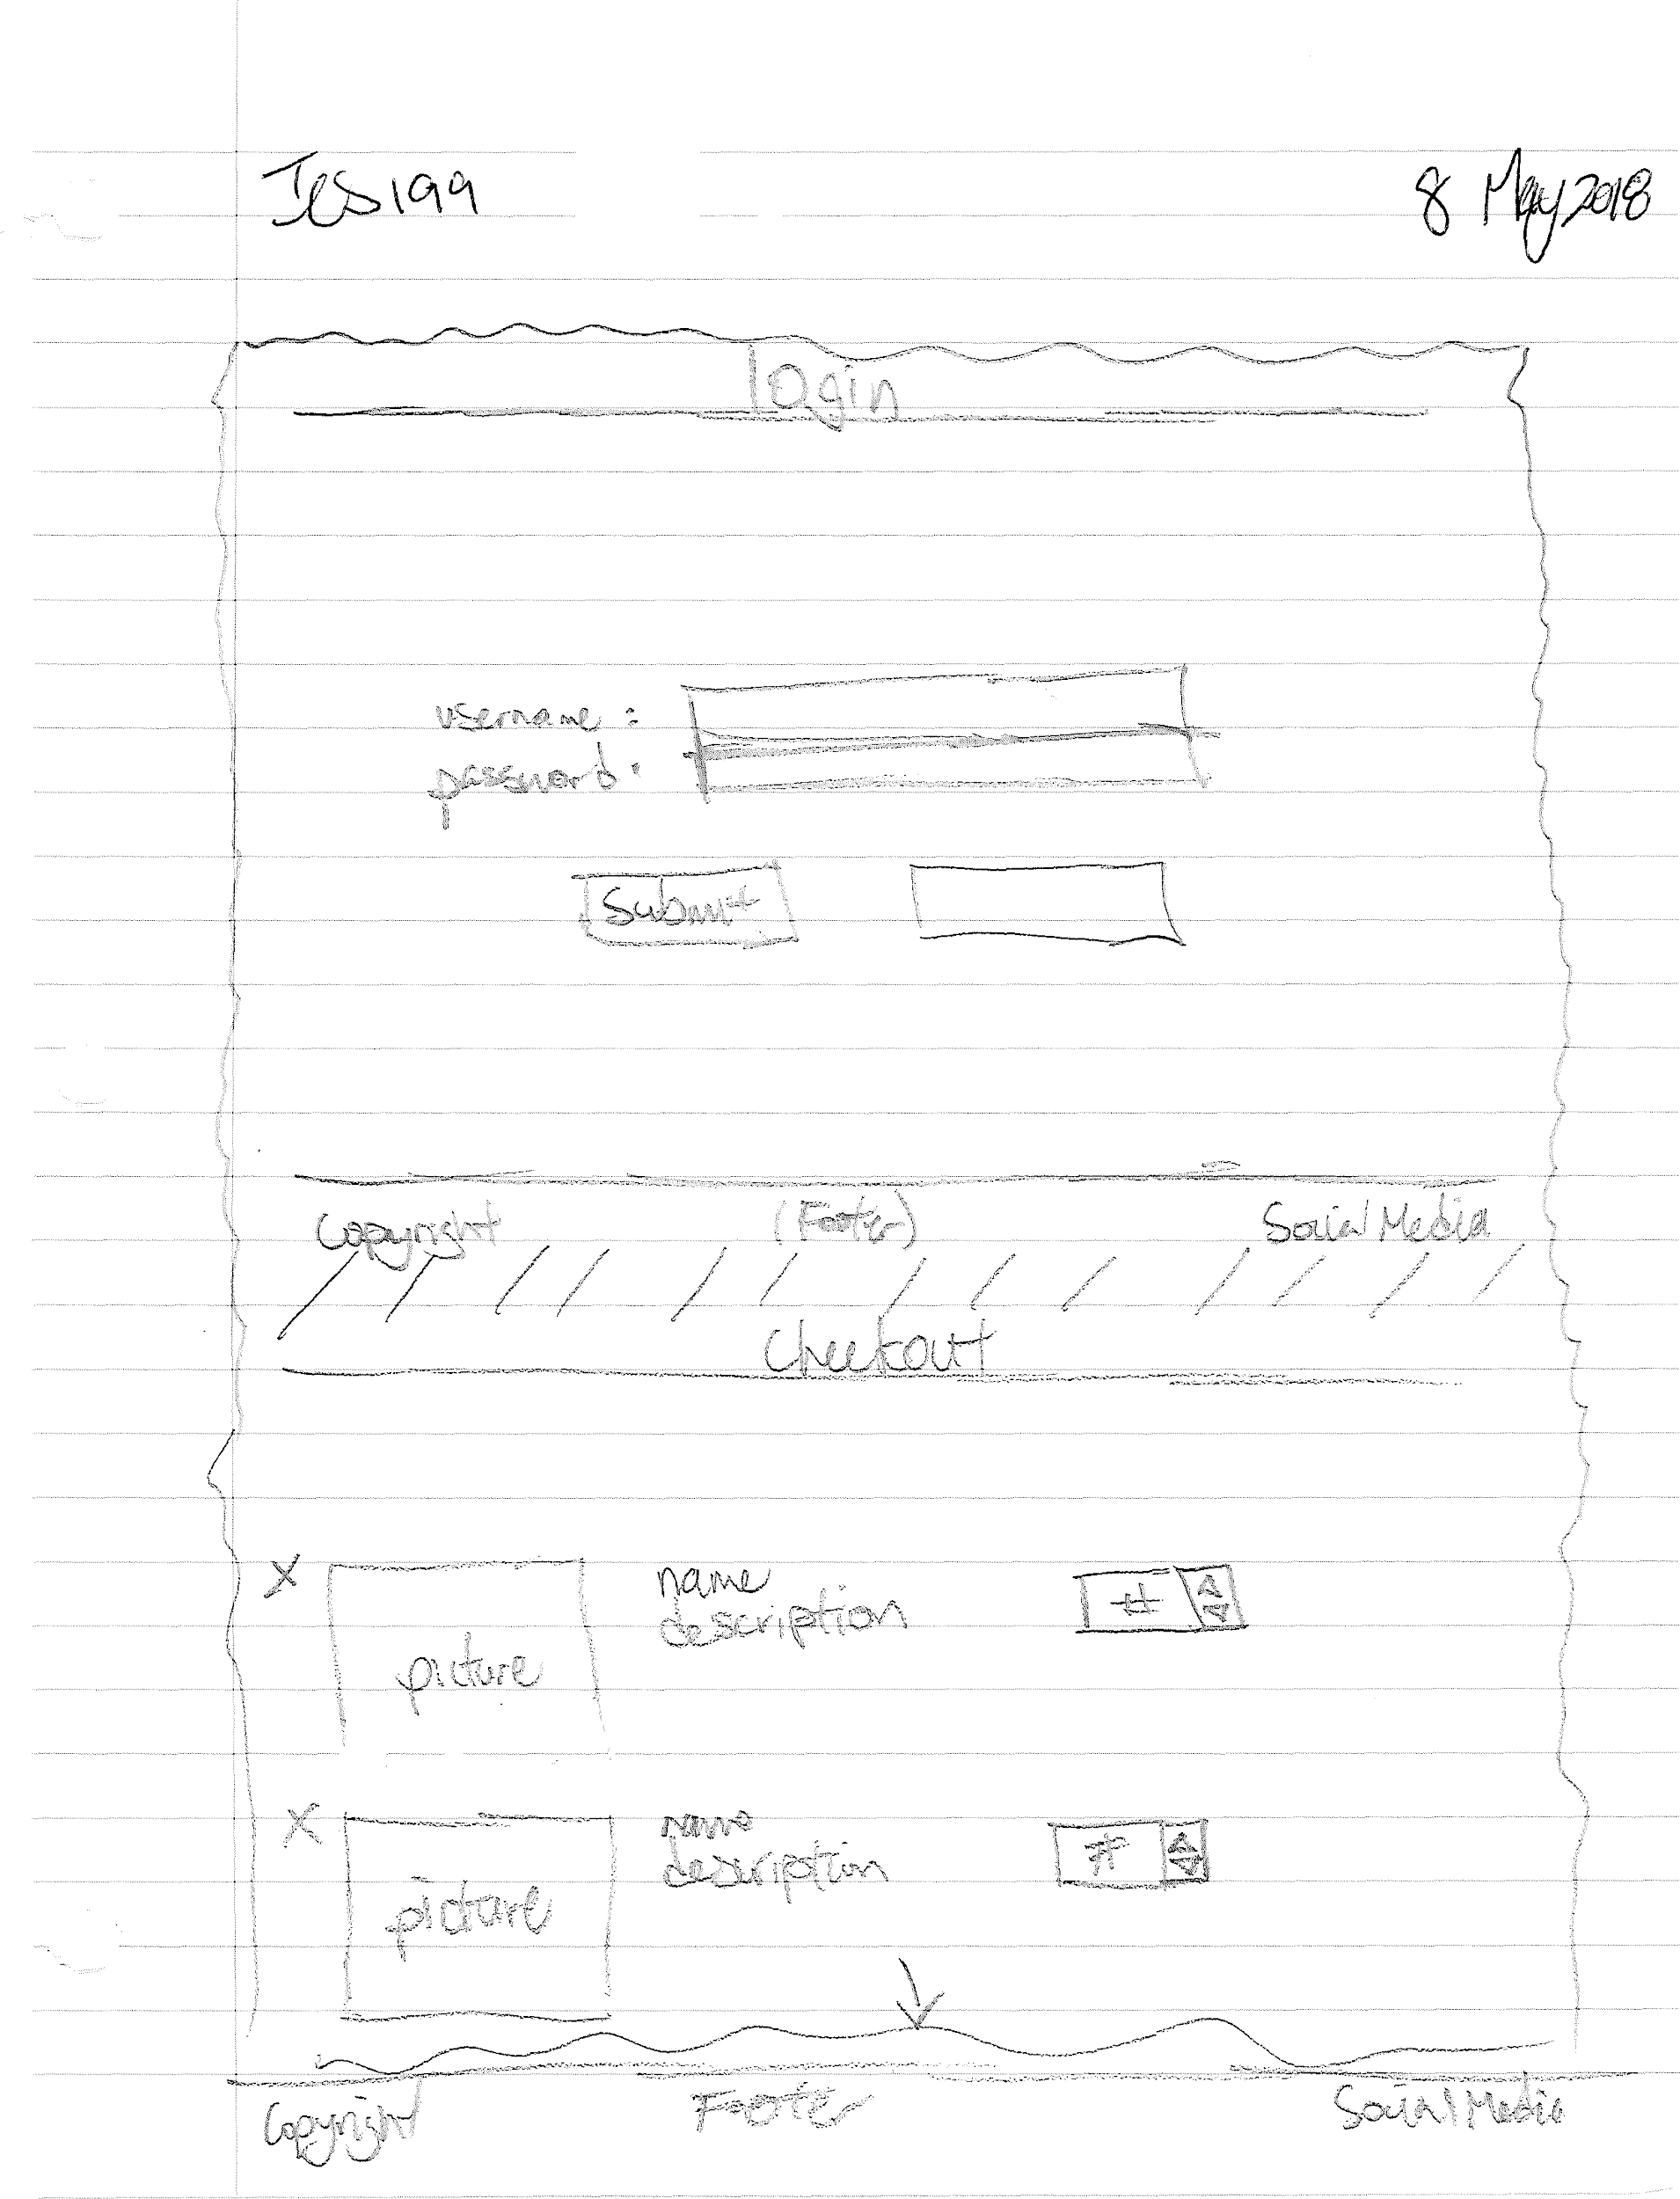 Ics199 8 May 2018
login
username :
password :
Submit
Copyright (Footer) Social Media
Checkout
X name #
description
picture
X name #
description
picture
Copyright Footer Social Media